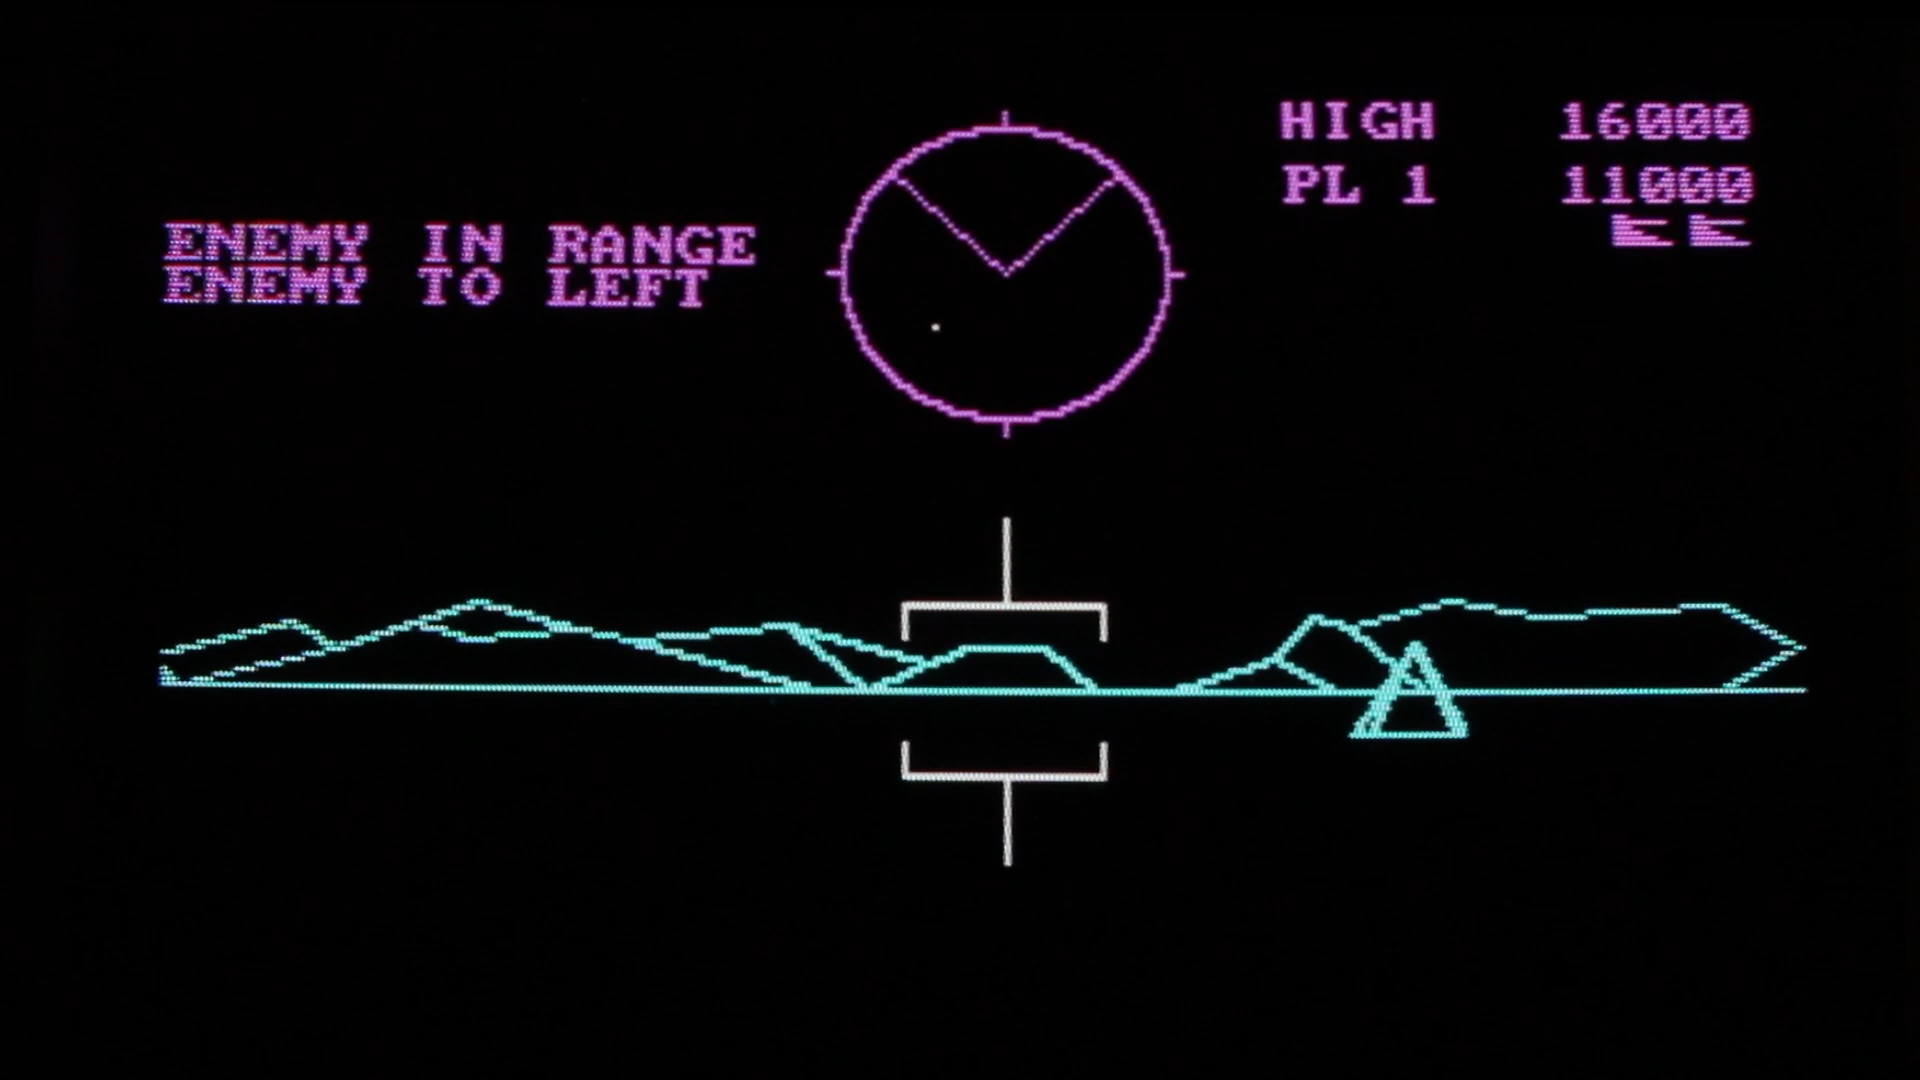 HIGH 16000
PL 1 11000
ENEMY IN RANGE
ENEMY TO LEFT